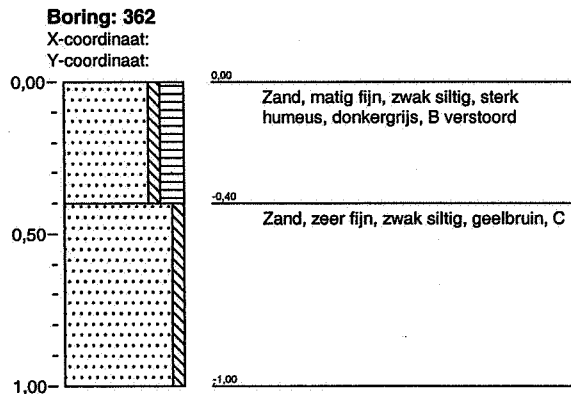 Boring: 362
X-coordinaat:
Y-coordinaat:
0,00
0,00
Zand, matig fijn, zwak siltig, sterk
humeus, donkergrijs, B verstoord
-0,40
Zand, zeer fijn, zwak siltig, geelbruin, C
0,50
1,00
-1,00